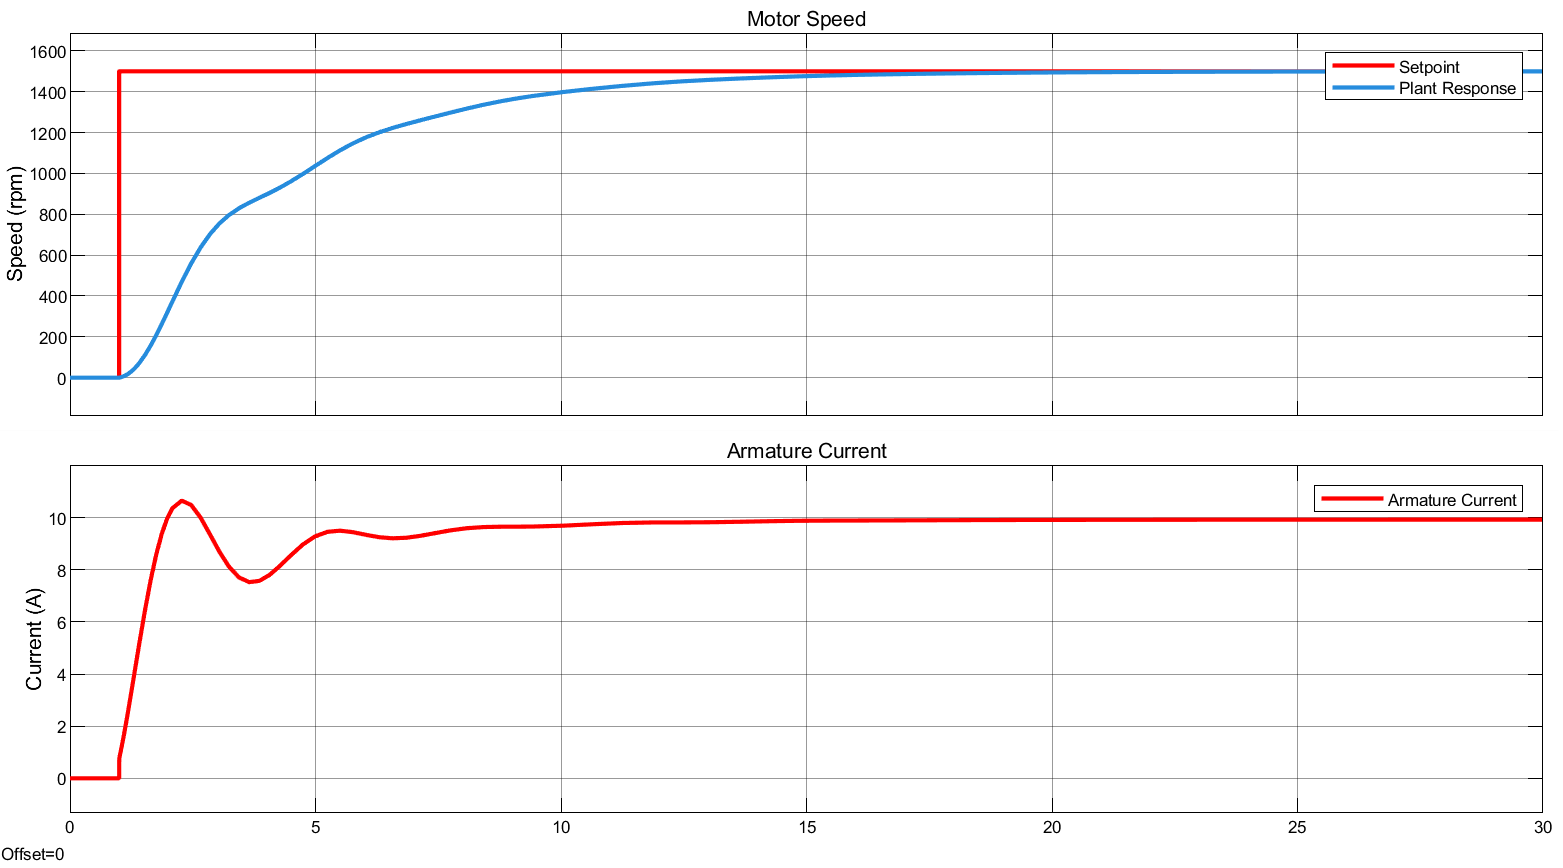 Motor Speed
1600
1400
1200
1000
800
600
400
200
0
Speed (rpm)
Setpoint
Plant Response
Armature Current
10
8
6
4
2
0
Current (A)
Armature Current
0 5 10 15 20 25 30
Offset=0